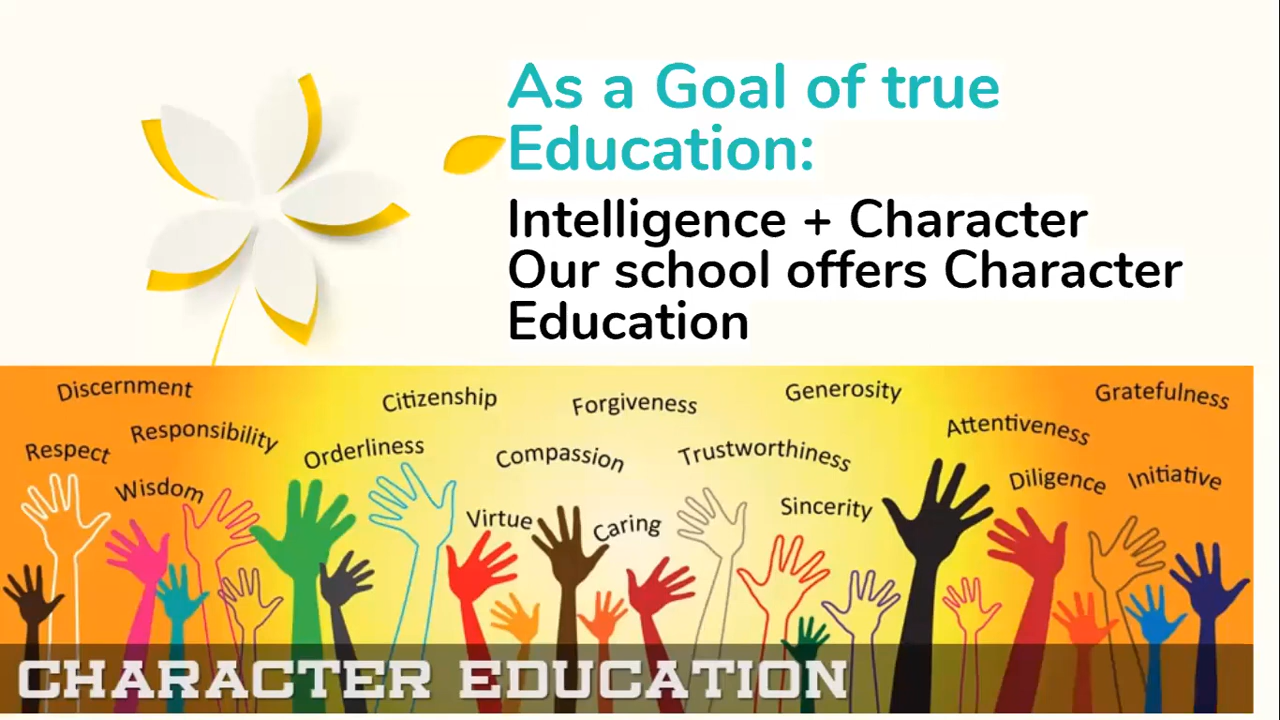 As a Goal of true
Education:
Intelligence + Character
Our school offers Character
Education
Discernment
Citizenship
Forgiveness
Generosity
Gratefulness
Respect
Responsibility
Orderliness
Compassion
Trustworthiness
Attentiveness
Wisdom
Virtue
Caring
Sincerity
Diligence
Initiative
CHARACTER EDUCATION